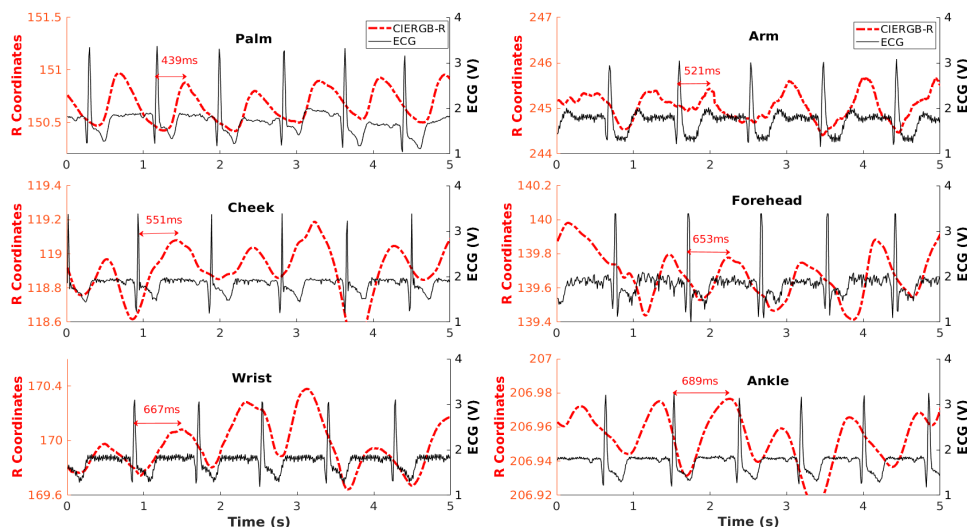 Palm
CIERGB-R
ECG
439ms
R Coordinates
151.5
151
150.5
ECG (V)
4
3
2
1
0 1 2 3 4 5
Time (s)
Arm
CIERGB-R
ECG
521ms
R Coordinates
247
246
245
244
ECG (V)
4
3
2
1
0 1 2 3 4 5
Time (s)
Cheek
551ms
R Coordinates
119.4
119.2
119
118.8
118.6
ECG (V)
4
3
2
1
0 1 2 3 4 5
Time (s)
Forehead
653ms
R Coordinates
140.2
140
139.8
139.6
139.4
ECG (V)
4
3
2
1
0 1 2 3 4 5
Time (s)
Wrist
667ms
R Coordinates
170.4
170
169.6
ECG (V)
4
3
2
1
0 1 2 3 4 5
Time (s)
Ankle
689ms
R Coordinates
207
206.98
206.96
206.94
206.92
ECG (V)
4
3
2
1
0 1 2 3 4 5
Time (s)